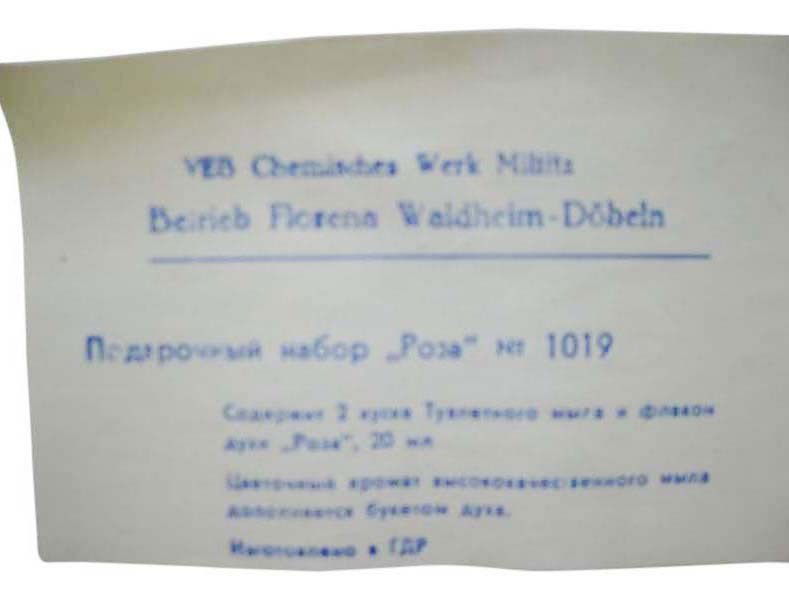 VEB Chemisches Werk Miltitz
Betrieb Florena Waldheim-Döbeln
Подарочный набор „Роза“ № 1019
Содержит 2 куска Туалетного мыла и флакон
духи „Роза“, 20 мл
Цветочный аромат высококачественного мыла
дополняется букетом духа.
Изготовлено в ГДР